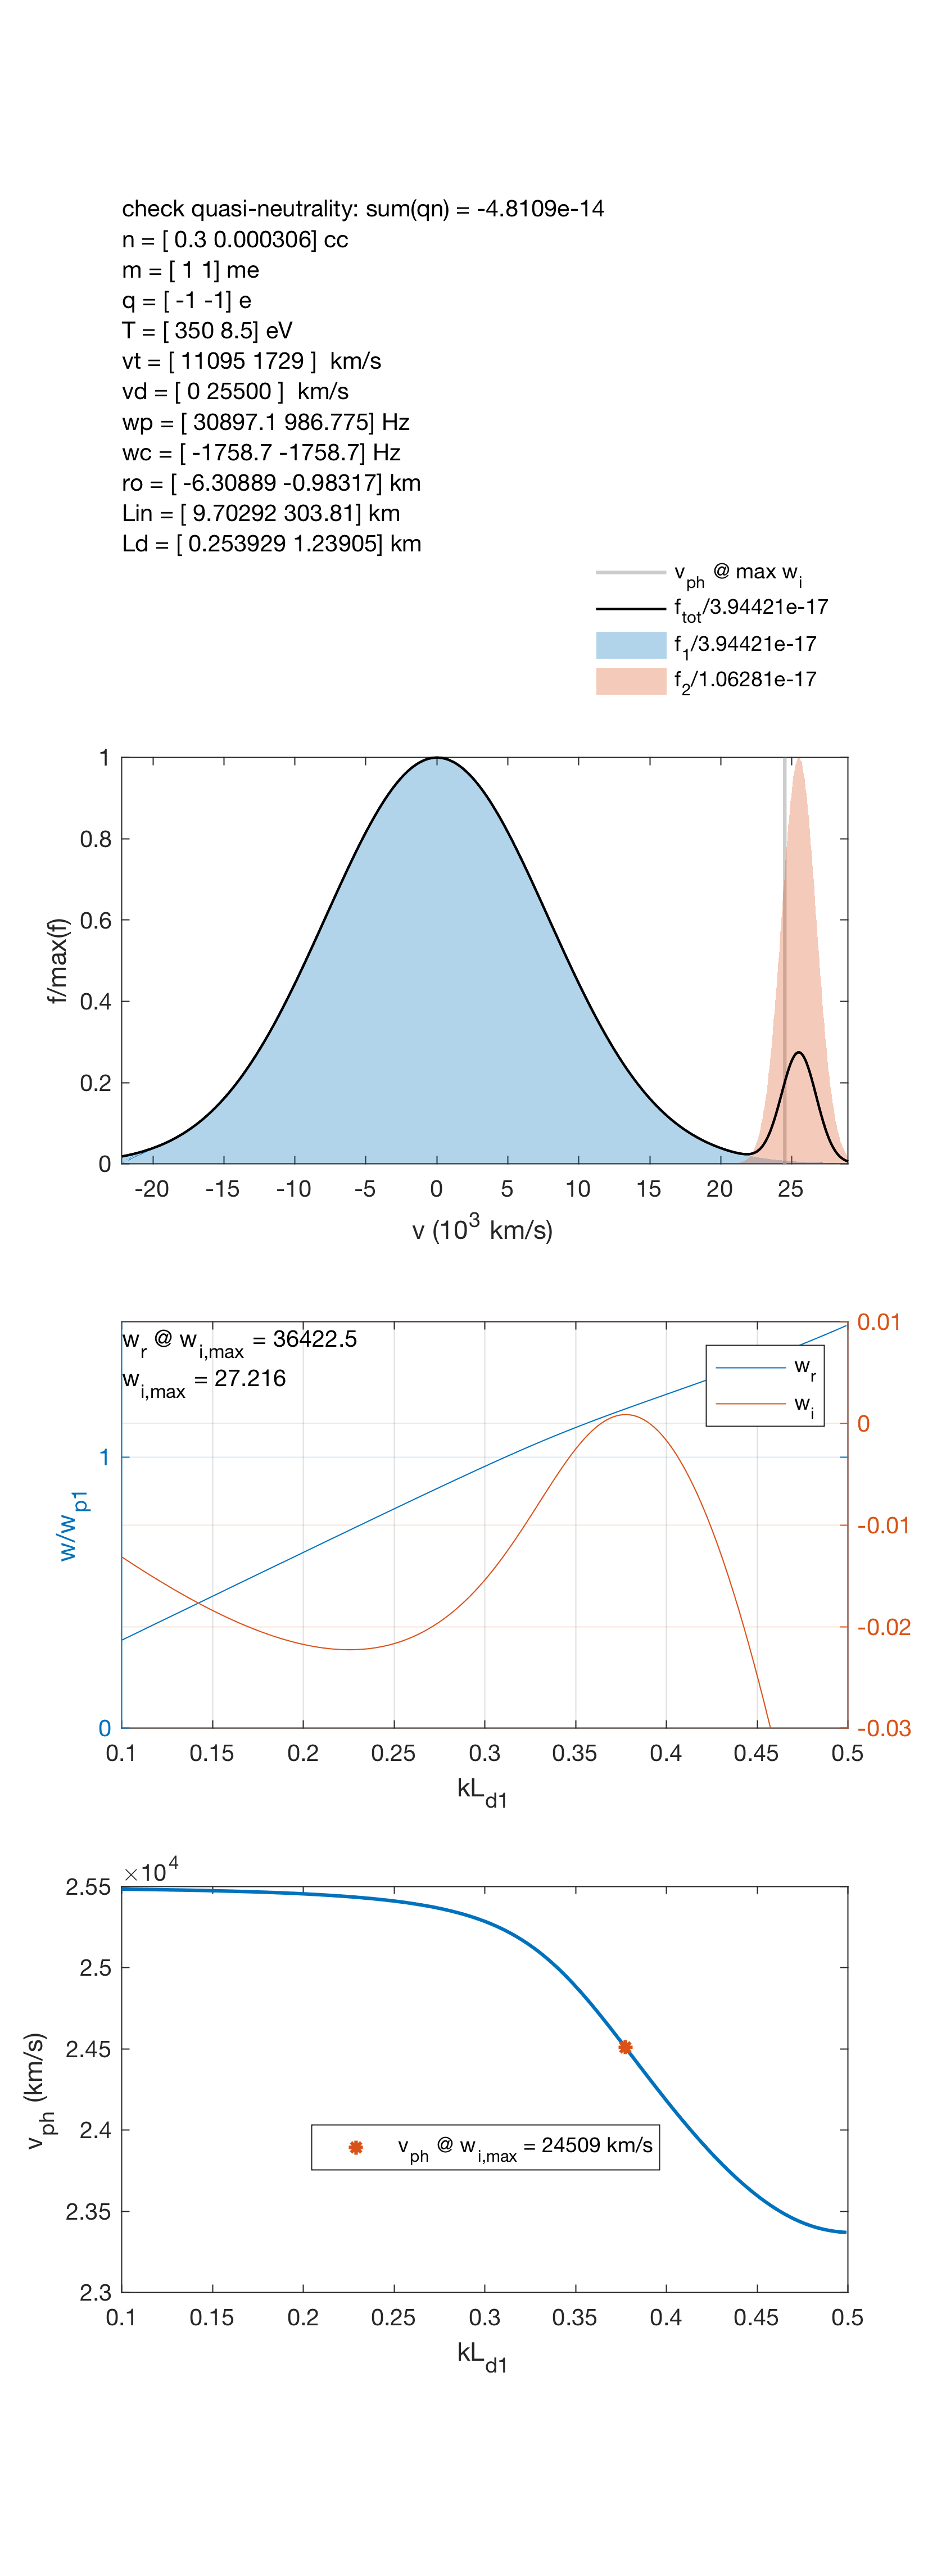 check quasi-neutrality: sum(qn) = -4.8109e-14
n = [ 0.3 0.000306] cc
m = [ 1 1] me
q = [ -1 -1] e
T = [ 350 8.5] eV
vt = [ 11095 1729 ]  km/s
vd = [ 0 25500 ]  km/s
wp = [ 30897.1 986.775] Hz
wc = [ -1758.7 -1758.7] Hz
ro = [ -6.30889 -0.98317] km
Lin = [ 9.70292 303.81] km
Ld = [ 0.253929 1.23905] km
v_ph @ max w_i
f_tot/3.94421e-17
f_1/3.94421e-17
f_2/1.06281e-17
1
0.8
0.6
0.4
0.2
0
f/max(f)
-20 -15 -10 -5 0 5 10 15 20 25
v (10^3 km/s)
w_r @ w_i,max = 36422.5
w_i,max = 27.216
w_r
w_i
1
0
w/w_p1
0.01
0
-0.01
-0.02
-0.03
0.1 0.15 0.2 0.25 0.3 0.35 0.4 0.45 0.5
kL_d1
×10^4
2.55
2.5
2.45
2.4
2.35
2.3
v_ph (km/s)
v_ph @ w_i,max = 24509 km/s
0.1 0.15 0.2 0.25 0.3 0.35 0.4 0.45 0.5
kL_d1